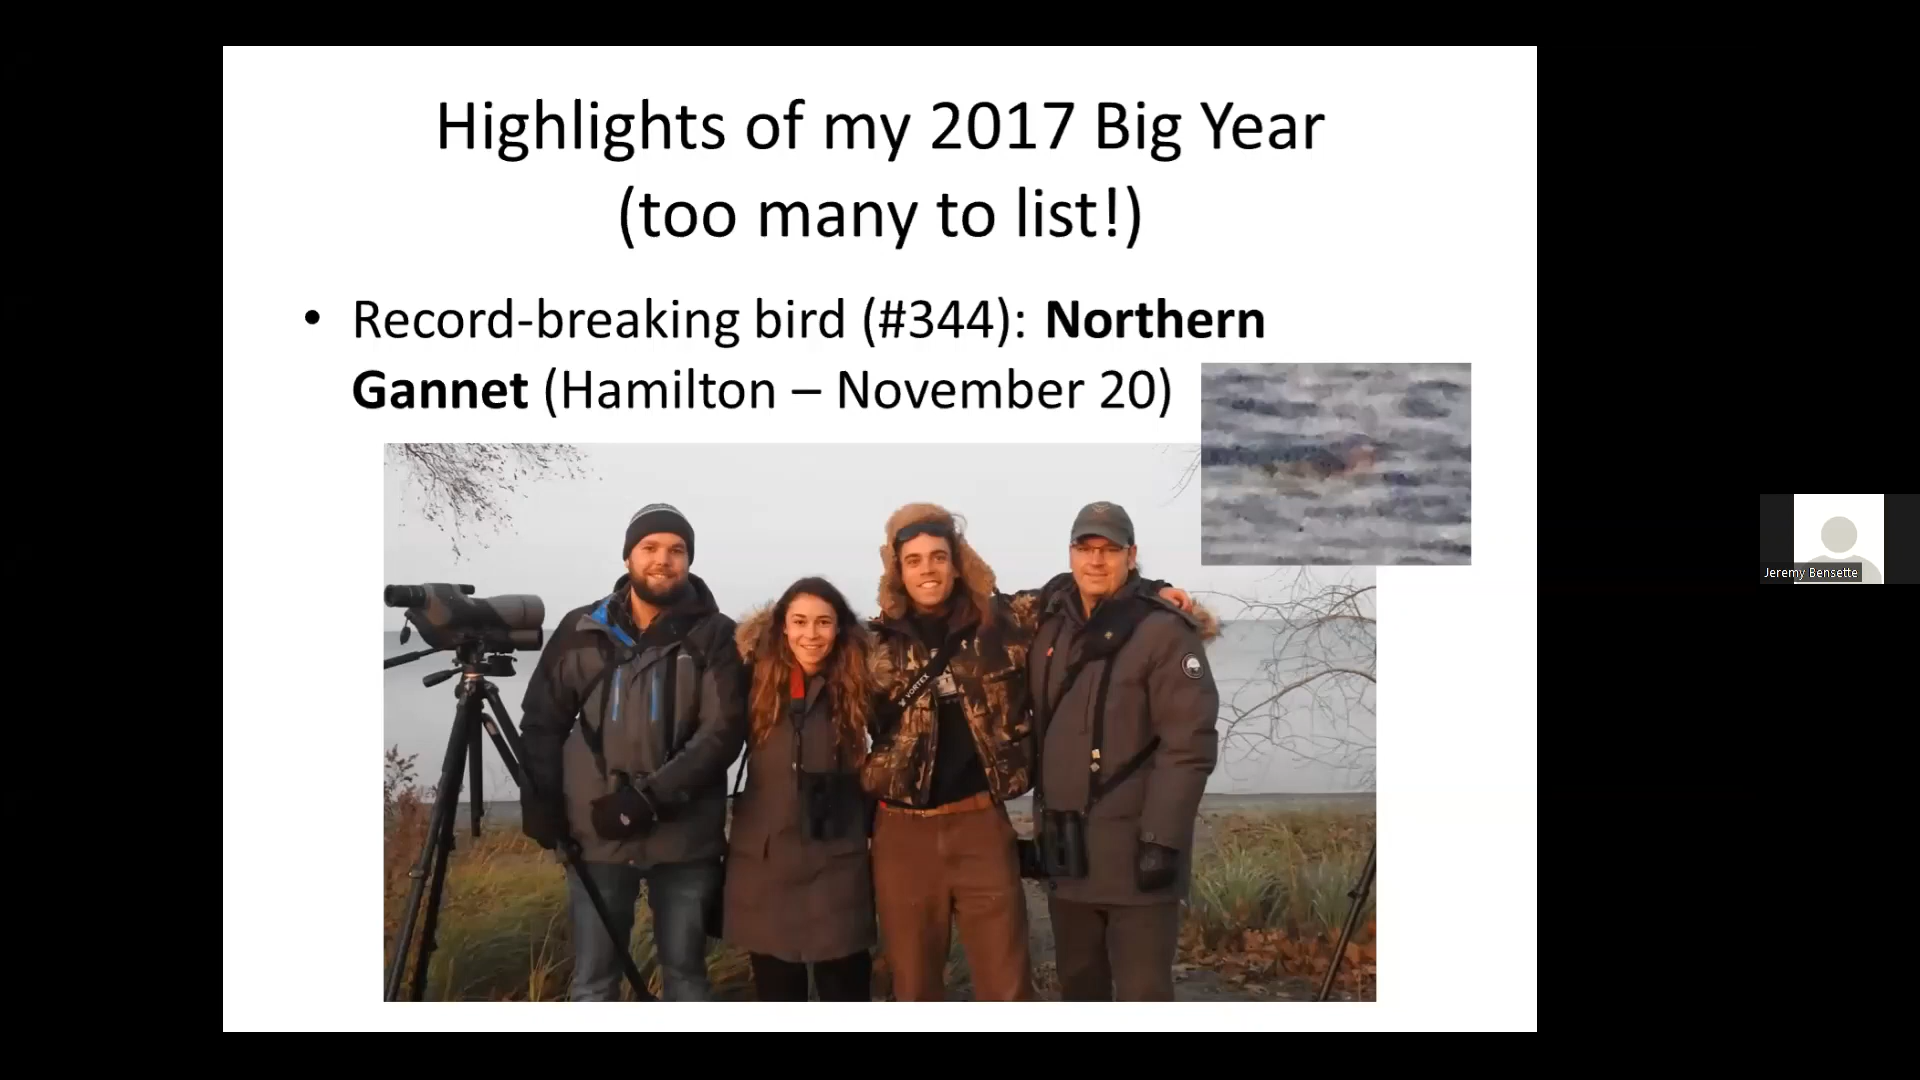 Highlights of my 2017 Big Year
(too many to list!)
• Record-breaking bird (#344): Northern
Gannet (Hamilton – November 20)
VORTEX
Jeremy Bensette